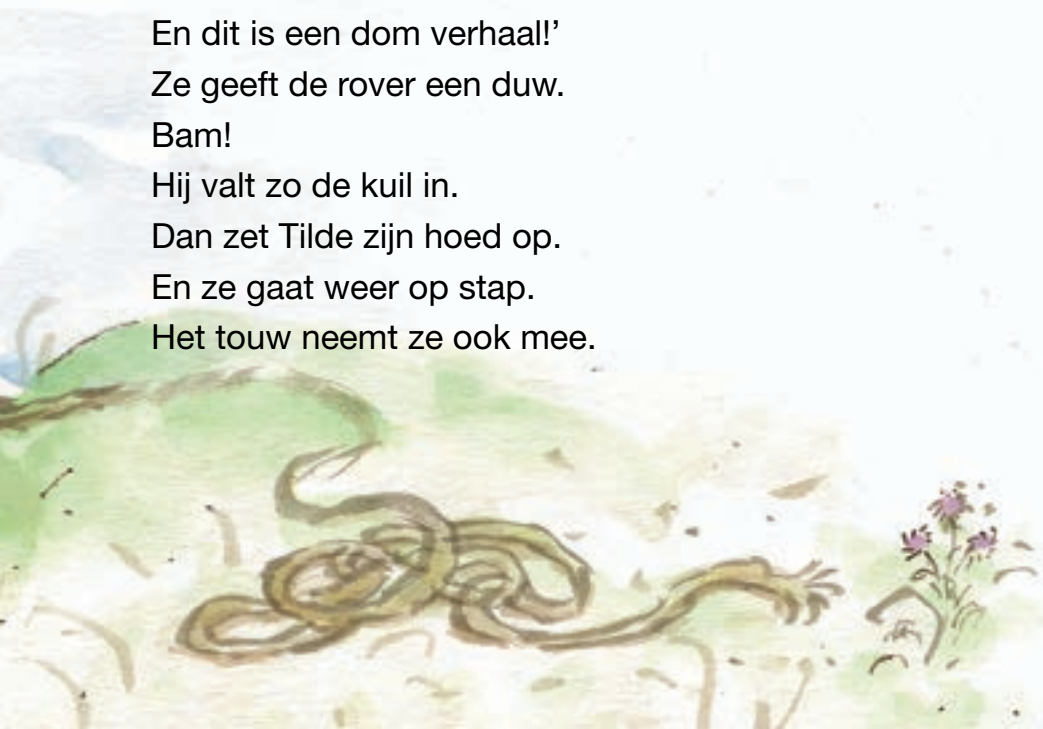 En dit is een dom verhaal!’
Ze geeft de rover een duw.
Bam!
Hij valt zo de kuil in.
Dan zet Tilde zijn hoed op.
En ze gaat weer op stap.
Het touw neemt ze ook mee.